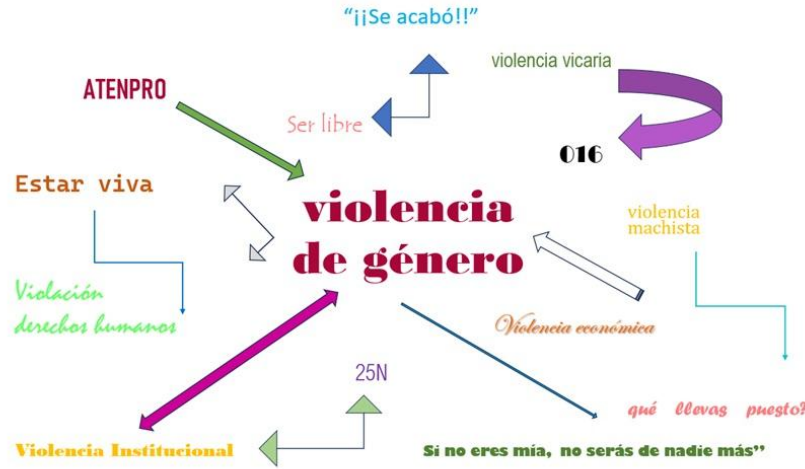 “¡¡Se acabó!!”
violencia vicaria
ATENPRO
Ser libre
016
Estar viva
violencia
de género
violencia
machista
Violación
derechos humanos
Violencia económica
25N
qué llevas puesto?
Violencia Institucional
Si no eres mía, no serás de nadie más”